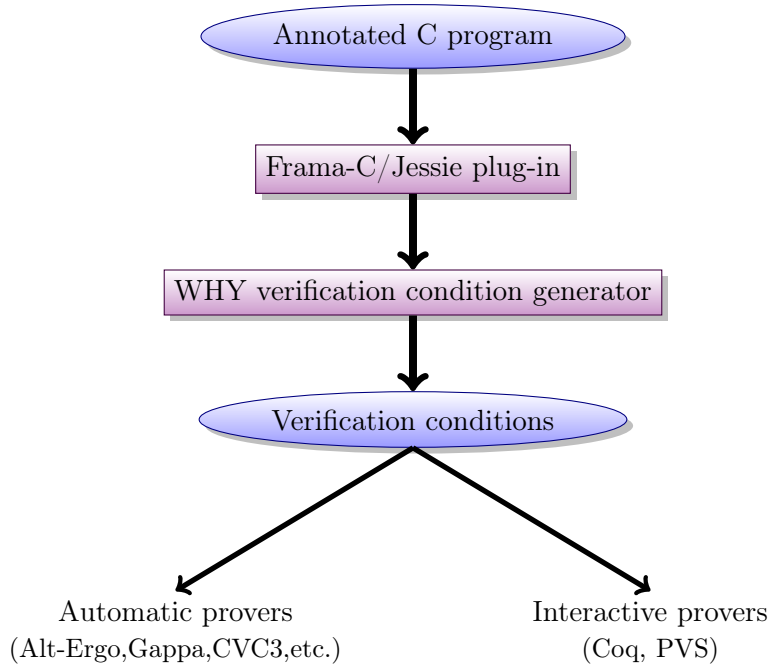 Annotated C program
Frama-C/Jessie plug-in
WHY verification condition generator
Verification conditions
Automatic provers
(Alt-Ergo,Gappa,CVC3,etc.)
Interactive provers
(Coq, PVS)